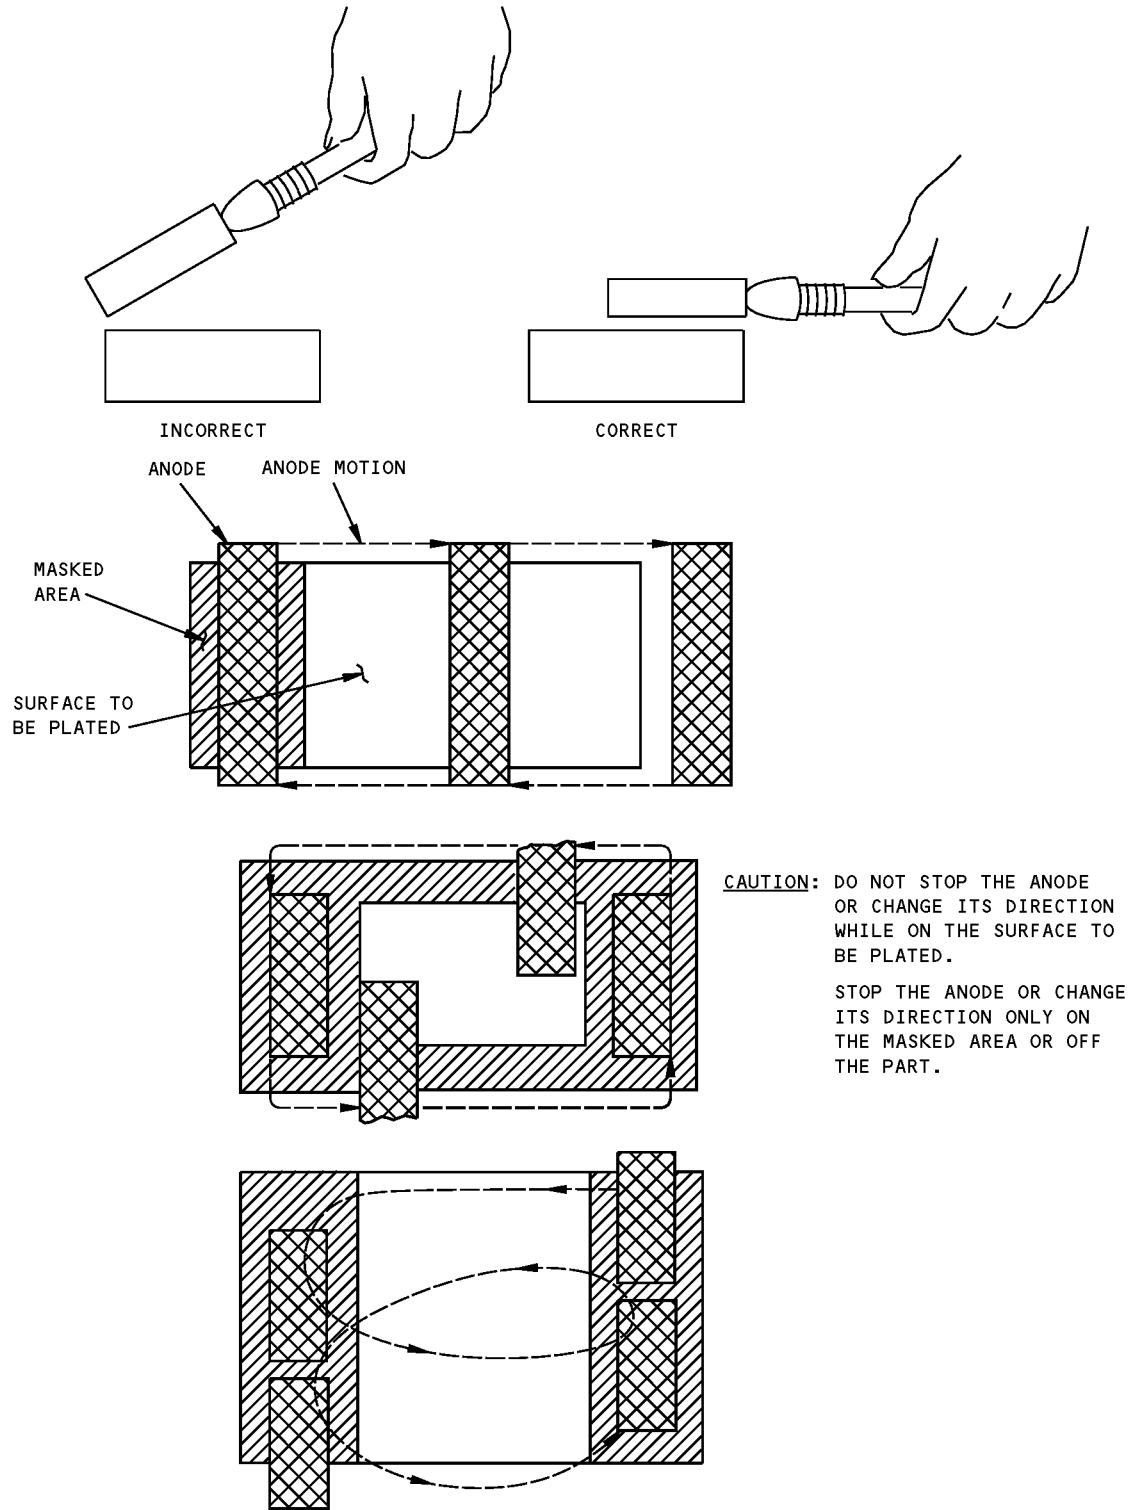 INCORRECT
CORRECT
ANODE
ANODE MOTION
MASKED
AREA
SURFACE TO
BE PLATED
CAUTION: DO NOT STOP THE ANODE
OR CHANGE ITS DIRECTION
WHILE ON THE SURFACE TO
BE PLATED.
STOP THE ANODE OR CHANGE
ITS DIRECTION ONLY ON
THE MASKED AREA OR OFF
THE PART.